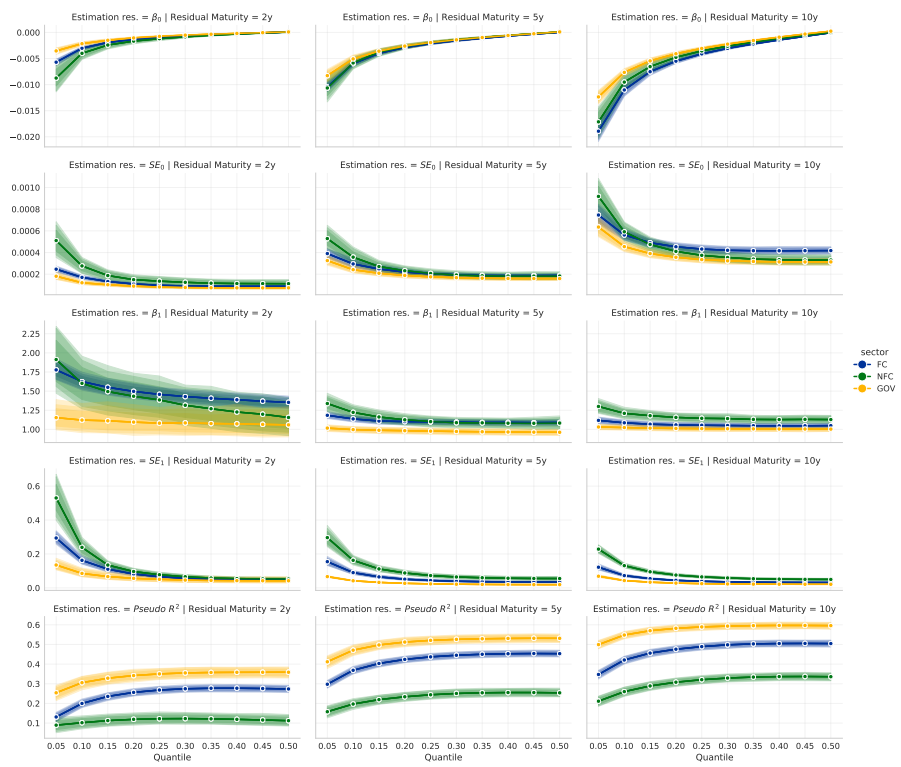 Estimation res. = β₀ | Residual Maturity = 2y
Estimation res. = β₀ | Residual Maturity = 5y
Estimation res. = β₀ | Residual Maturity = 10y
0.000
−0.005
−0.010
−0.015
−0.020
Estimation res. = SE₀ | Residual Maturity = 2y
Estimation res. = SE₀ | Residual Maturity = 5y
Estimation res. = SE₀ | Residual Maturity = 10y
0.0010
0.0008
0.0006
0.0004
0.0002
Estimation res. = β₁ | Residual Maturity = 2y
Estimation res. = β₁ | Residual Maturity = 5y
Estimation res. = β₁ | Residual Maturity = 10y
2.25
2.00
1.75
1.50
1.25
1.00
sector
FC
NFC
GOV
Estimation res. = SE₁ | Residual Maturity = 2y
Estimation res. = SE₁ | Residual Maturity = 5y
Estimation res. = SE₁ | Residual Maturity = 10y
0.6
0.4
0.2
0.0
Estimation res. = Pseudo R² | Residual Maturity = 2y
Estimation res. = Pseudo R² | Residual Maturity = 5y
Estimation res. = Pseudo R² | Residual Maturity = 10y
0.6
0.5
0.4
0.3
0.2
0.1
0.05 0.10 0.15 0.20 0.25 0.30 0.35 0.40 0.45 0.50
0.05 0.10 0.15 0.20 0.25 0.30 0.35 0.40 0.45 0.50
0.05 0.10 0.15 0.20 0.25 0.30 0.35 0.40 0.45 0.50
Quantile
Quantile
Quantile